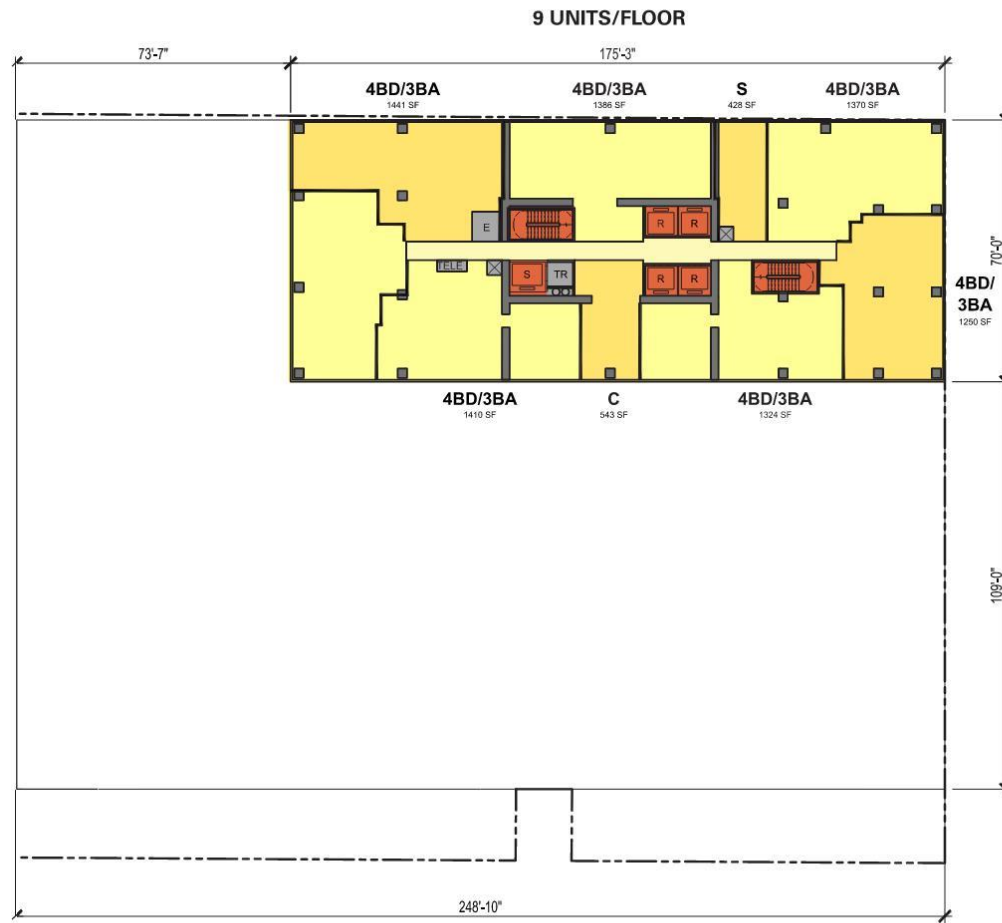 9 UNITS/FLOOR
73'-7"
175'-3"
4BD/3BA
1441 SF
4BD/3BA
1386 SF
S
428 SF
4BD/3BA
1370 SF
E
R
R
70'-0"
TELE
S
TR
R
R
4BD/
3BA
1250 SF
4BD/3BA
1410 SF
C
543 SF
4BD/3BA
1324 SF
109'-0"
248'-10"